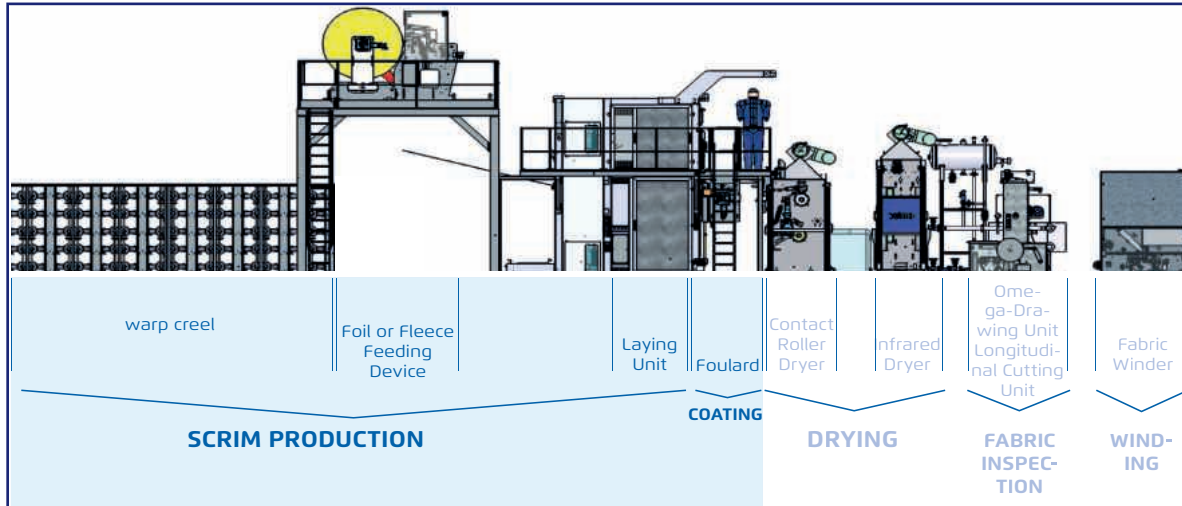 warp creel
Foil or Fleece
Feeding
Device
Laying
Unit
Foulard
Contact
Roller
Dryer
Infrared
Dryer
Ome-
ga-Dra-
wing Unit
Longitudi-
nal Cutting
Unit
Fabric
Winder
SCRIM PRODUCTION
COATING
DRYING
FABRIC
INSPEC-
TION
WIND-
ING